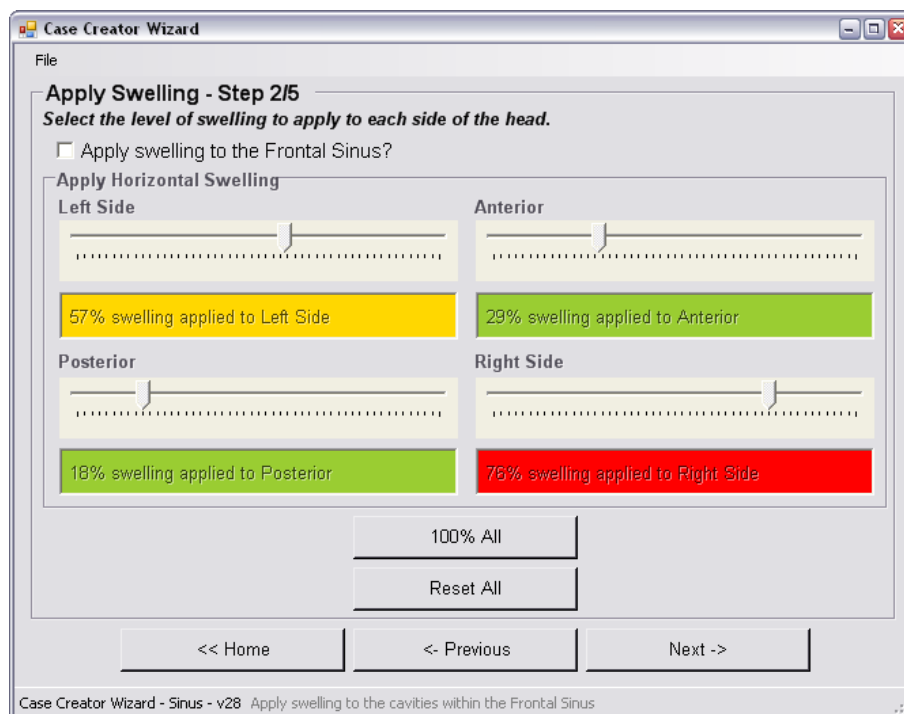 Case Creator Wizard
File
Apply Swelling - Step 2/5
Select the level of swelling to apply to each side of the head.
Apply swelling to the Frontal Sinus?
Apply Horizontal Swelling
Left Side
57% swelling applied to Left Side
Anterior
29% swelling applied to Anterior
Posterior
18% swelling applied to Posterior
Right Side
76% swelling applied to Right Side
100% All
Reset All
<< Home
<- Previous
Next ->
Case Creator Wizard - Sinus - v28 Apply swelling to the cavities within the Frontal Sinus